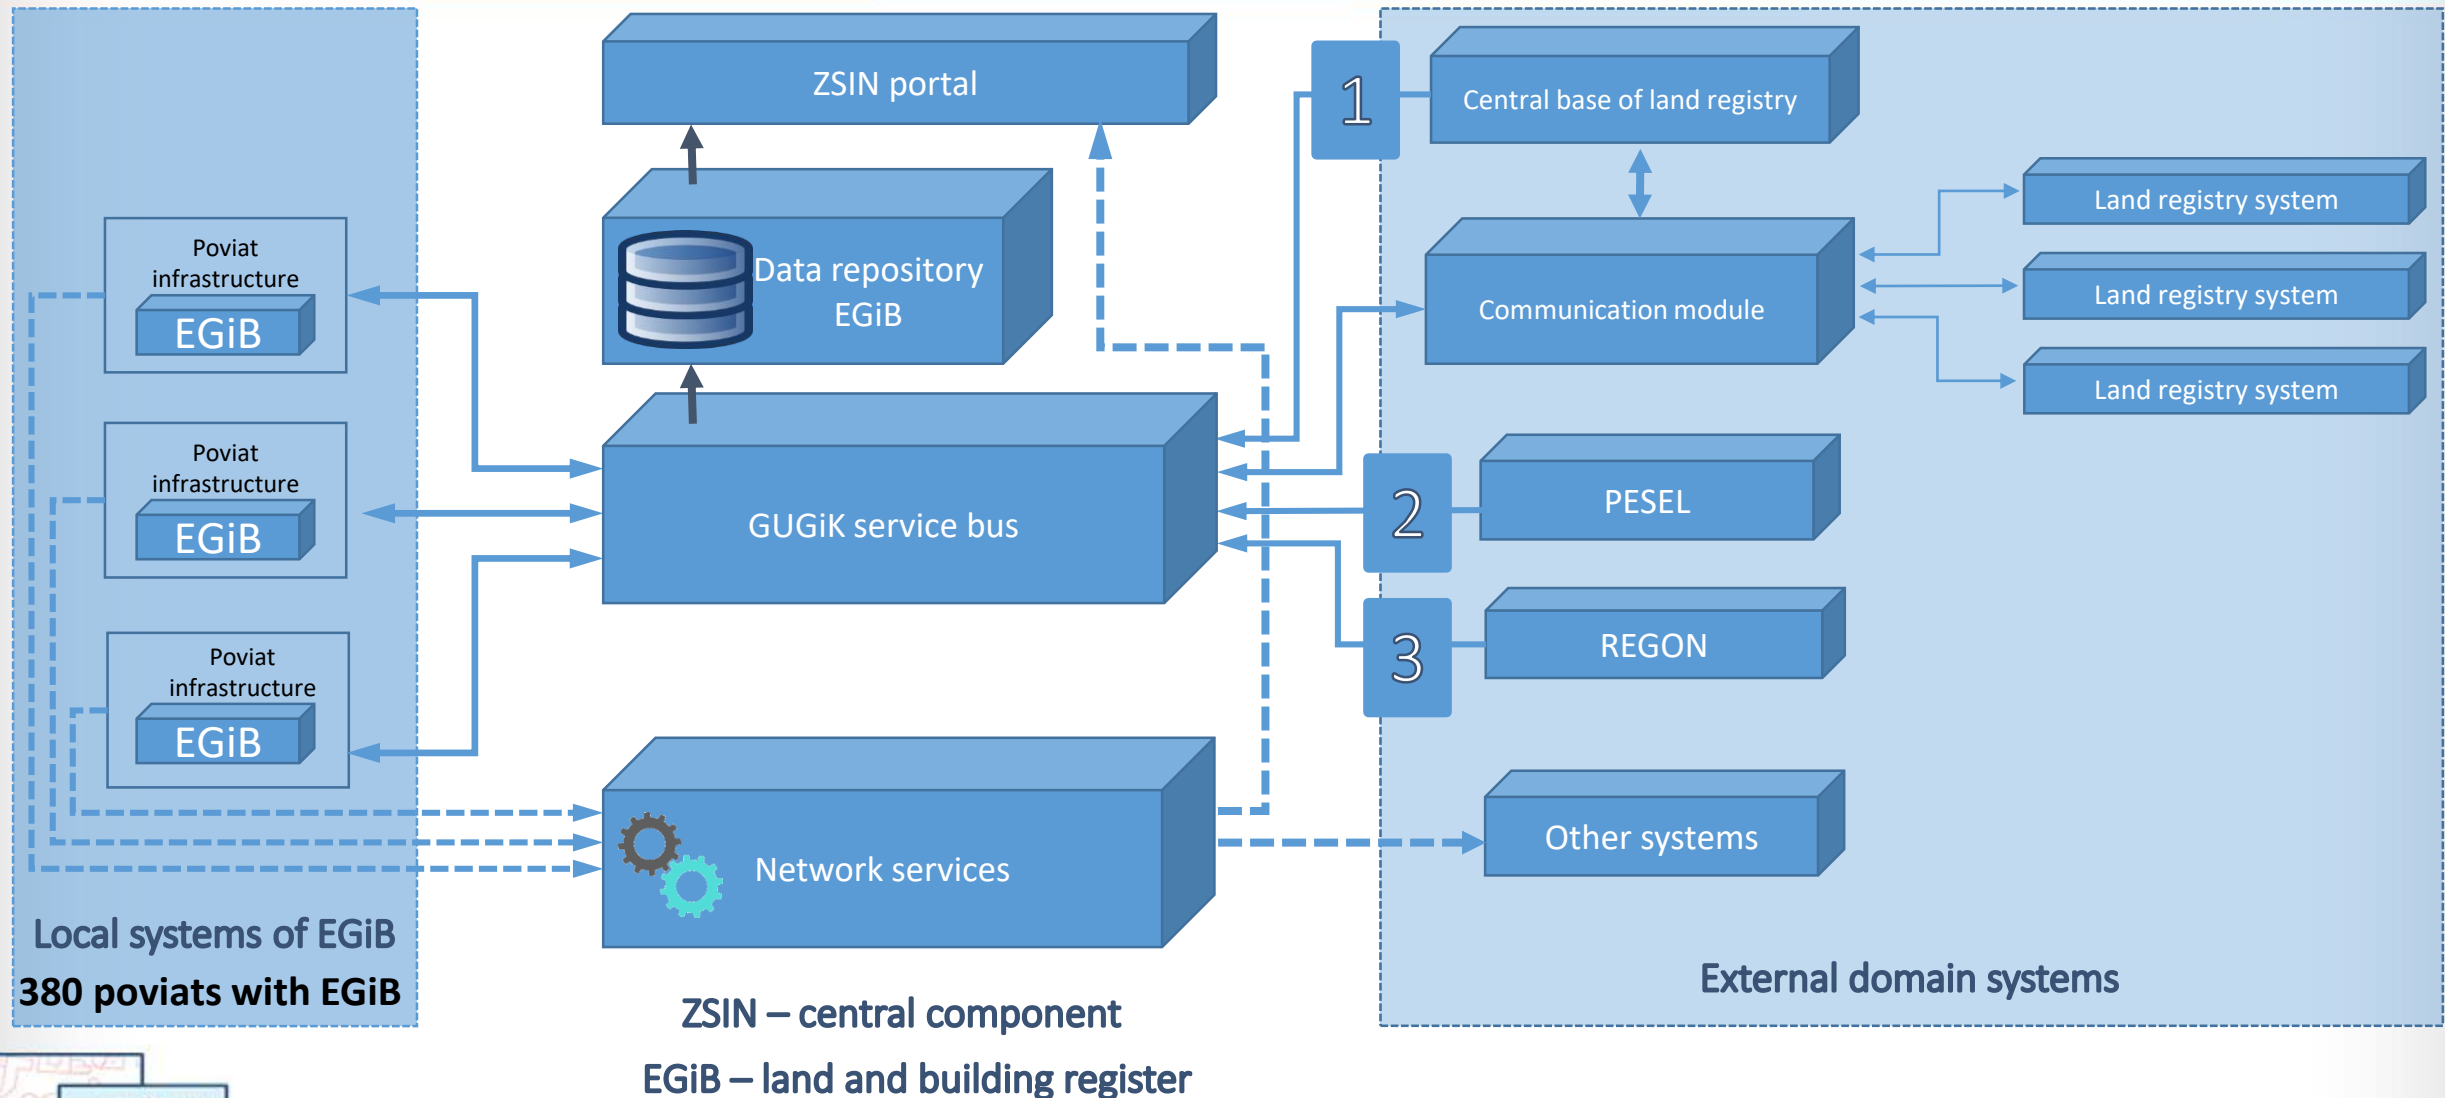 ZSIN portal
Data repository
EGiB
GUGiK service bus
Network services
Poviat
infrastructure
EGiB
Poviat
infrastructure
EGiB
Poviat
infrastructure
EGiB
Local systems of EGiB
380 poviats with EGiB
ZSIN – central component
EGiB – land and building register
1
Central base of land registry
Communication module
Land registry system
Land registry system
Land registry system
2
PESEL
3
REGON
Other systems
External domain systems